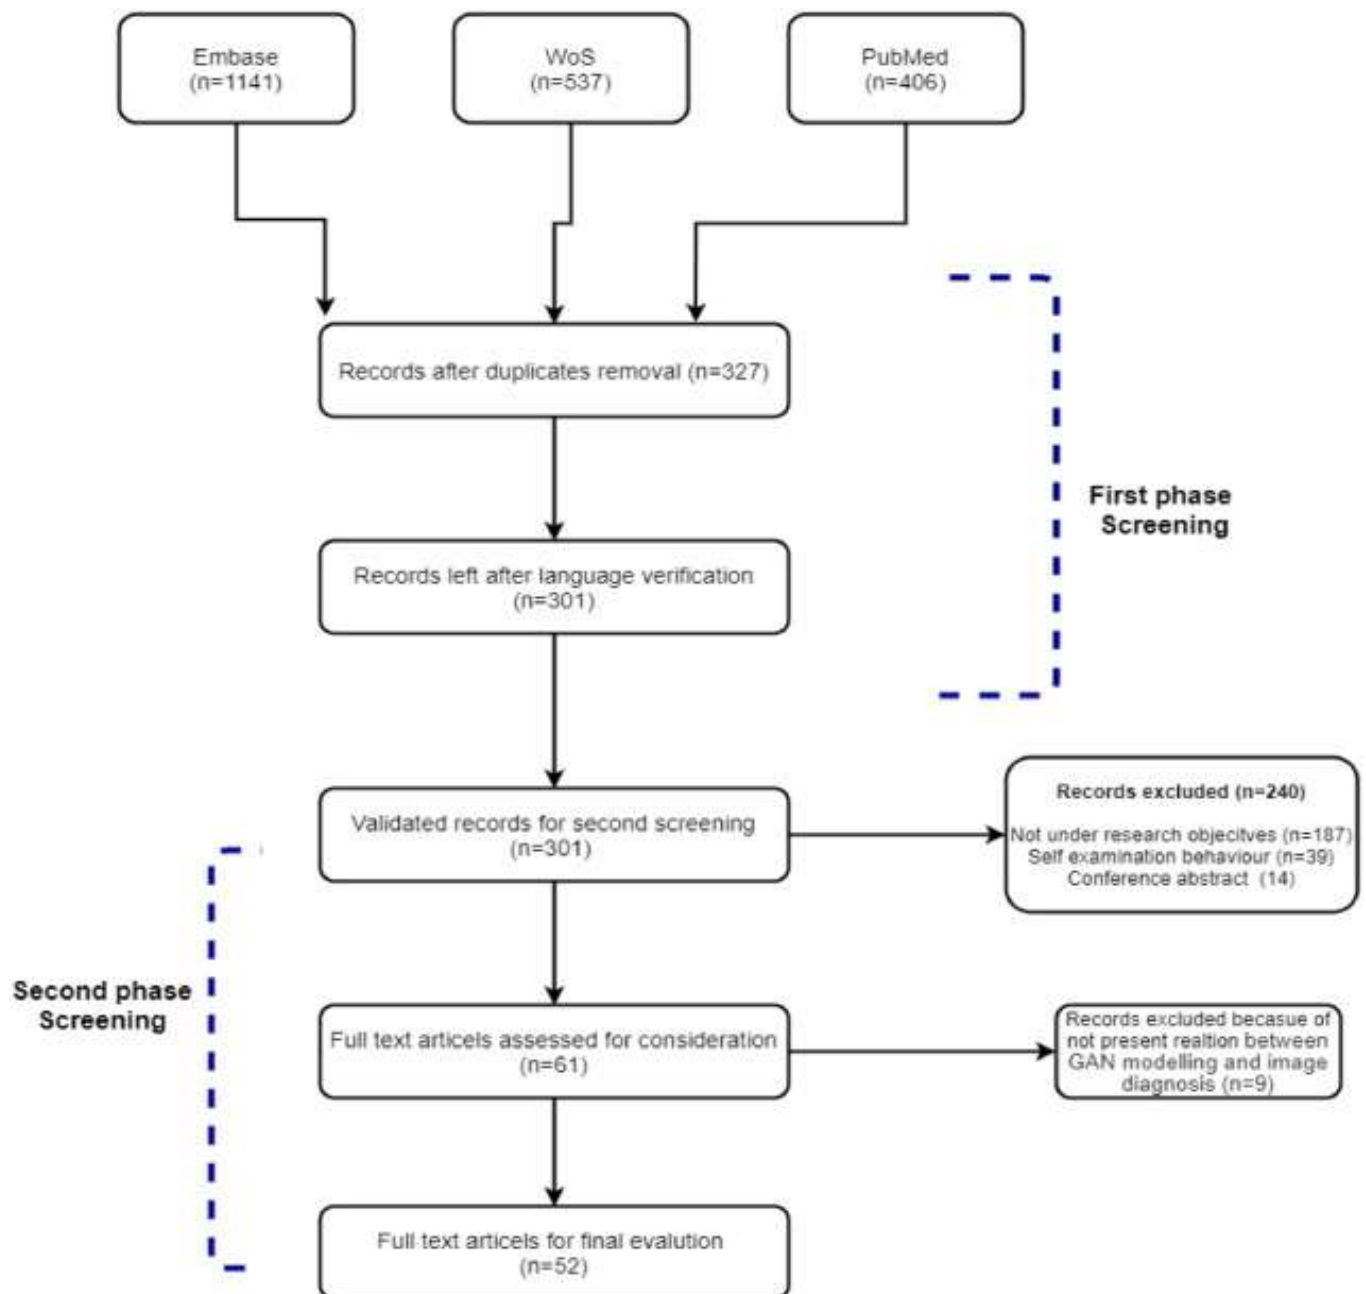 Embase
(n=1141)
WoS
(n=537)
PubMed
(n=406)
Records after duplicates removal (n=327)
First phase
Screening
Records left after language verification
(n=301)
Validated records for second screening
(n=301)
Records excluded (n=240)
Not under research objecitves (n=187)
Self examination behaviour (n=39)
Conference abstract (14)
Second phase
Screening
Full text articels assessed for consideration
(n=61)
Records excluded becasue of
not present realtion between
GAN modelling and image
diagnosis (n=9)
Full text articels for final evalution
(n=52)